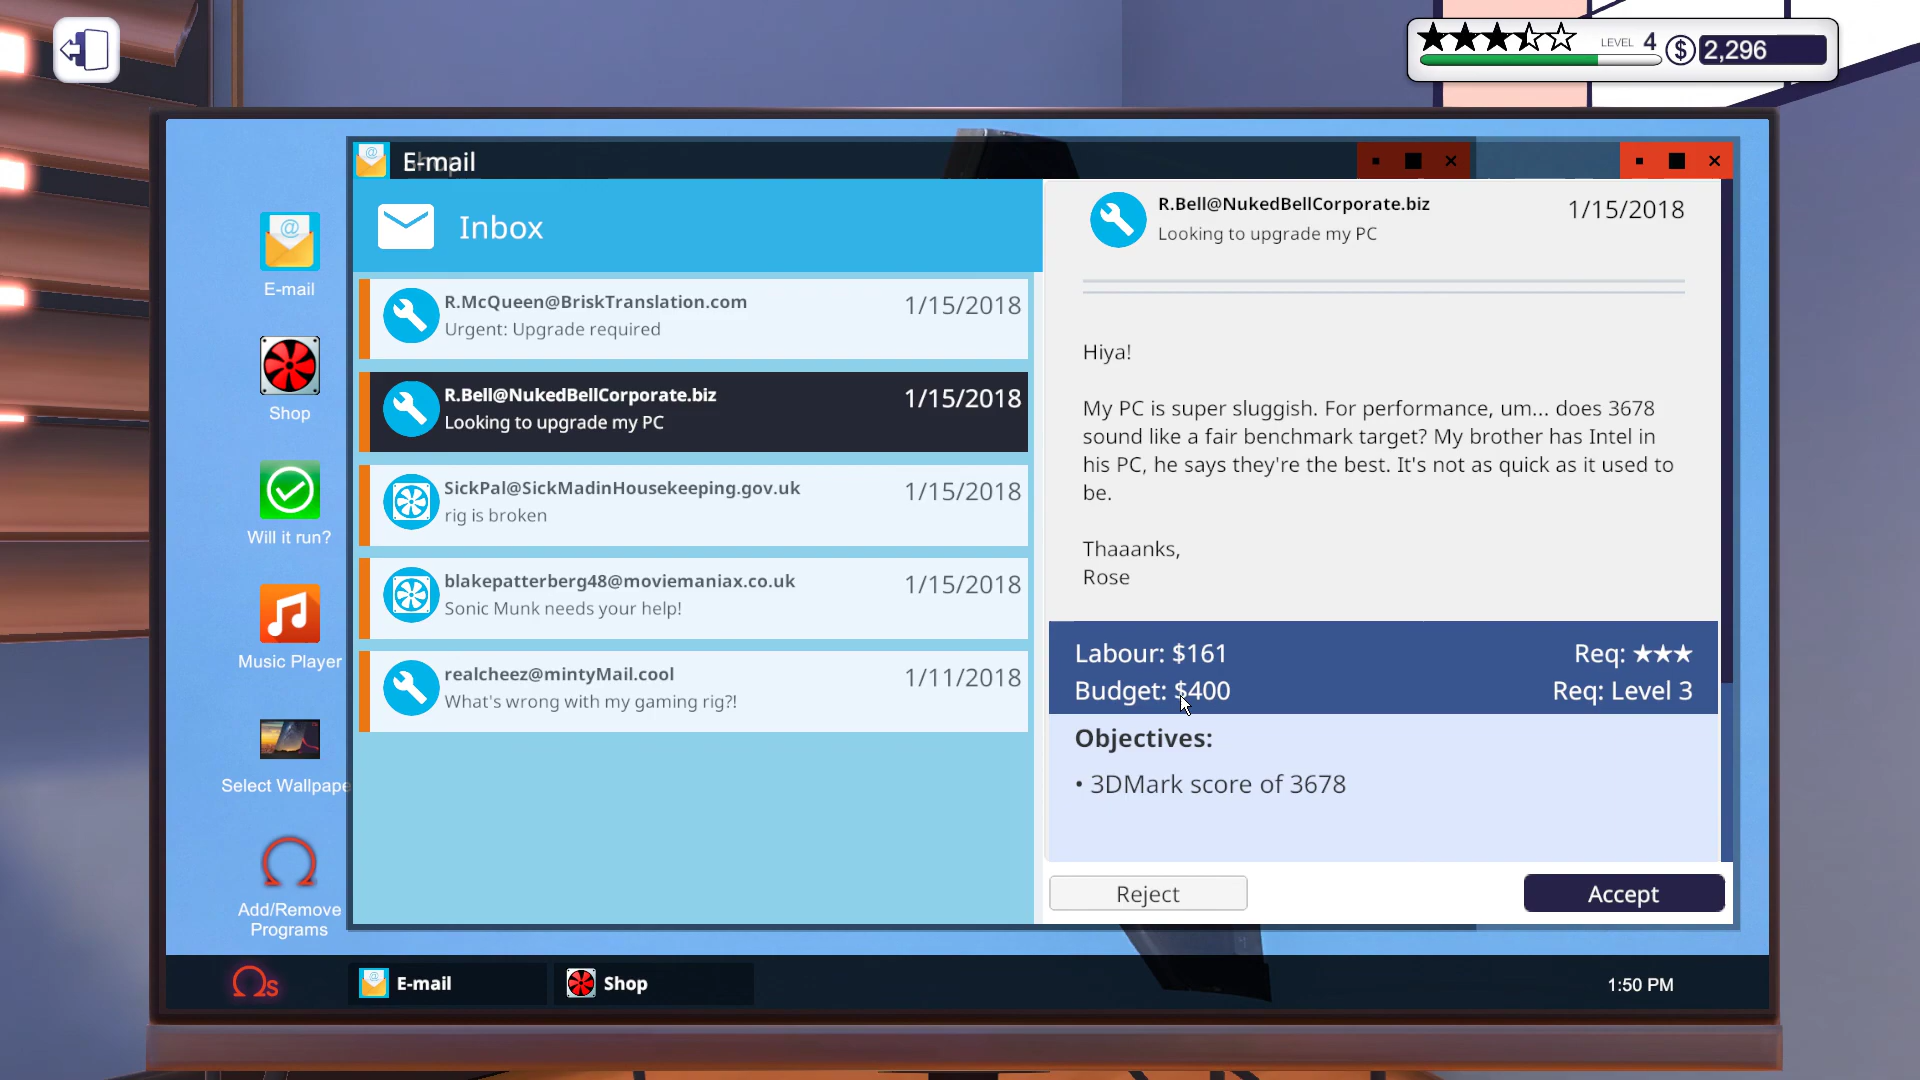 LEVEL 4
$ 2,296
E-mail
Inbox
R.McQueen@BriskTranslation.com
1/15/2018
Urgent: Upgrade required
R.Bell@NukedBellCorporate.biz
1/15/2018
Looking to upgrade my PC
SickPal@SickMadinHousekeeping.gov.uk
1/15/2018
rig is broken
blakepatterberg48@moviemaniax.co.uk
1/15/2018
Sonic Munk needs your help!
realcheez@mintyMail.cool
1/11/2018
What's wrong with my gaming rig?!
R.Bell@NukedBellCorporate.biz
1/15/2018
Looking to upgrade my PC
Hiya!
My PC is super sluggish. For performance, um... does 3678
sound like a fair benchmark target? My brother has Intel in
his PC, he says they're the best. It's not as quick as it used to
be.
Thaaanks,
Rose
Labour: $161
Req: ★★★
Budget: $400
Req: Level 3
Objectives:
• 3DMark score of 3678
Reject
Accept
E-mail
Shop
Will it run?
Music Player
Select Wallpape
Add/Remove
Programs
Ωs
E-mail
Shop
1:50 PM